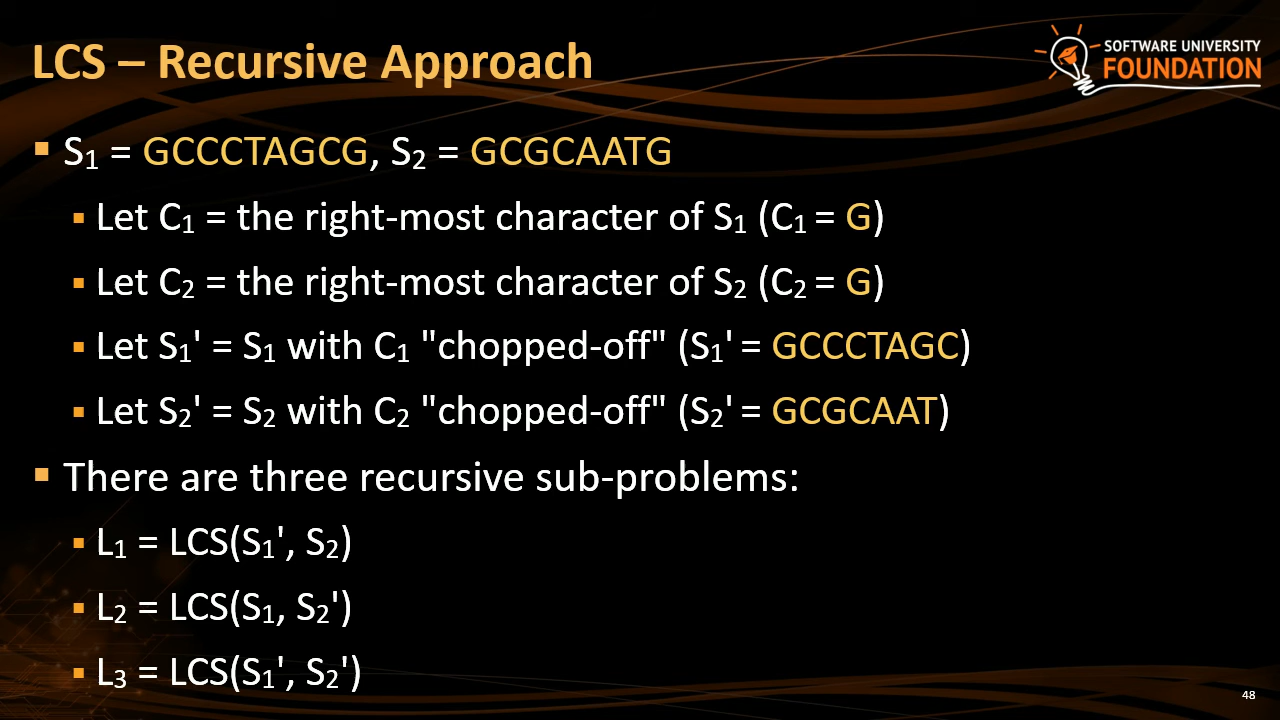 LCS – Recursive Approach
SOFTWARE UNIVERSITY
FOUNDATION
▪ S₁ = GCCCTAGCG, S₂ = GCGCAATG
▪ Let C₁ = the right-most character of S₁ (C₁ = G)
▪ Let C₂ = the right-most character of S₂ (C₂ = G)
▪ Let S₁' = S₁ with C₁ "chopped-off" (S₁' = GCCCTAGC)
▪ Let S₂' = S₂ with C₂ "chopped-off" (S₂' = GCGCAAT)
▪ There are three recursive sub-problems:
▪ L₁ = LCS(S₁', S₂)
▪ L₂ = LCS(S₁, S₂')
▪ L₃ = LCS(S₁', S₂')
48